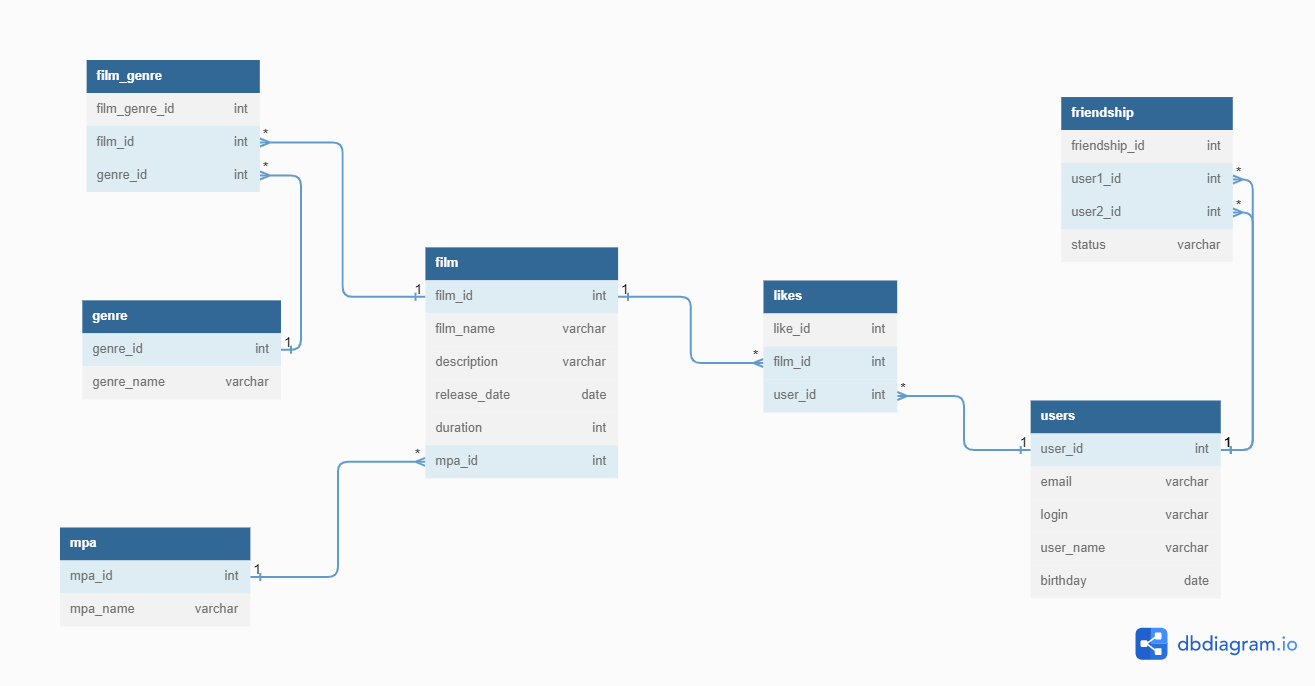 film_genre
film_genre_id int
film_id int *
genre_id int *
genre
genre_id int 1
genre_name varchar
mpa
mpa_id int 1
mpa_name varchar
film
1 film_id int 1
film_name varchar
description varchar
release_date date
duration int
* mpa_id int
likes
like_id int
* film_id int
user_id int *
friendship
friendship_id int
user1_id int *
user2_id int *
status varchar
users
1 user_id int 1
email varchar
login varchar
user_name varchar
birthday date
dbdiagram.io